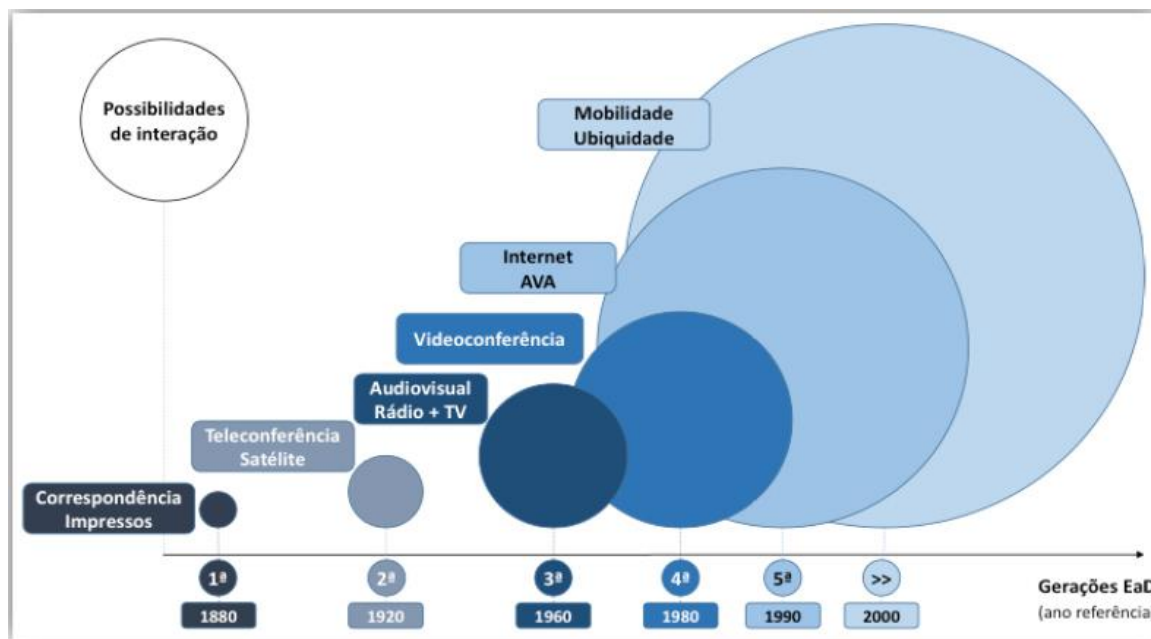 Possibilidades
de interação
Mobilidade
Ubiquidade
Internet
AVA
Videoconferência
Audiovisual
Rádio + TV
Teleconferência
Satélite
Correspondência
Impressos
1ª
2ª
3ª
4ª
5ª
>>
Gerações EaD
1880
1920
1960
1980
1990
2000
(ano referência